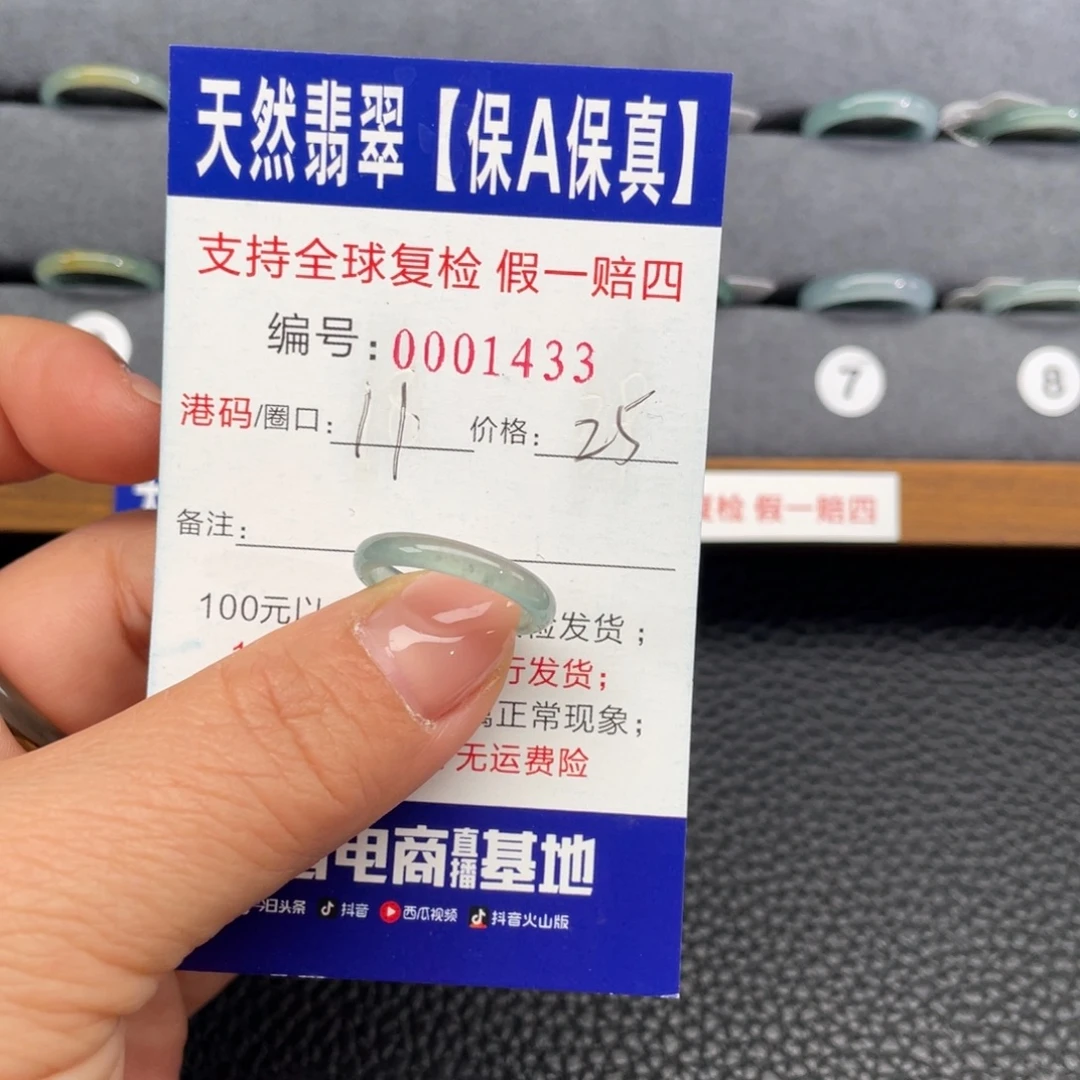 天然翡翠【保A保真】
支持全球复检 假一赔四
编号:0001433
港码/圈口: 11 价格: 25
备注:
100元以 检发货;
行发货;
属正常现象;
无运费险
电商直播基地
今日头条 抖音 西瓜视频 抖音火山版
7
8
复检 假一赔四